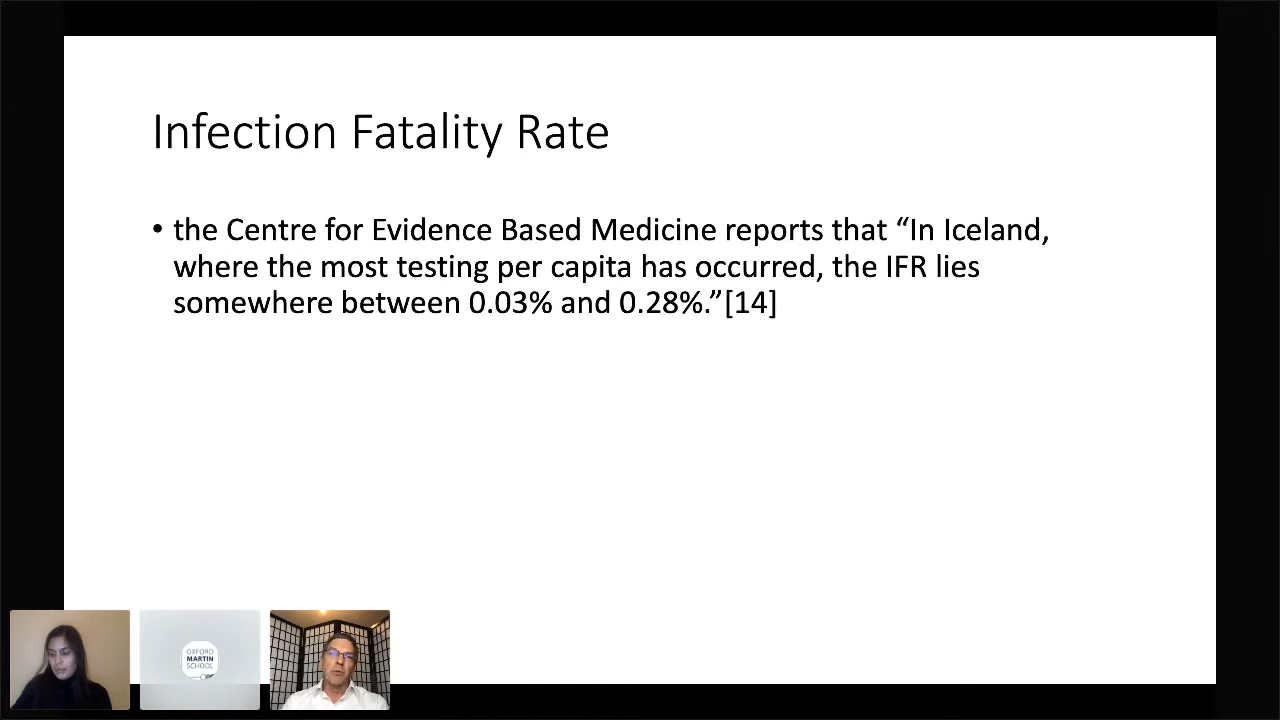 Infection Fatality Rate
• the Centre for Evidence Based Medicine reports that “In Iceland,
where the most testing per capita has occurred, the IFR lies
somewhere between 0.03% and 0.28%.”[14]
OXFORD
MARTIN
SCHOOL